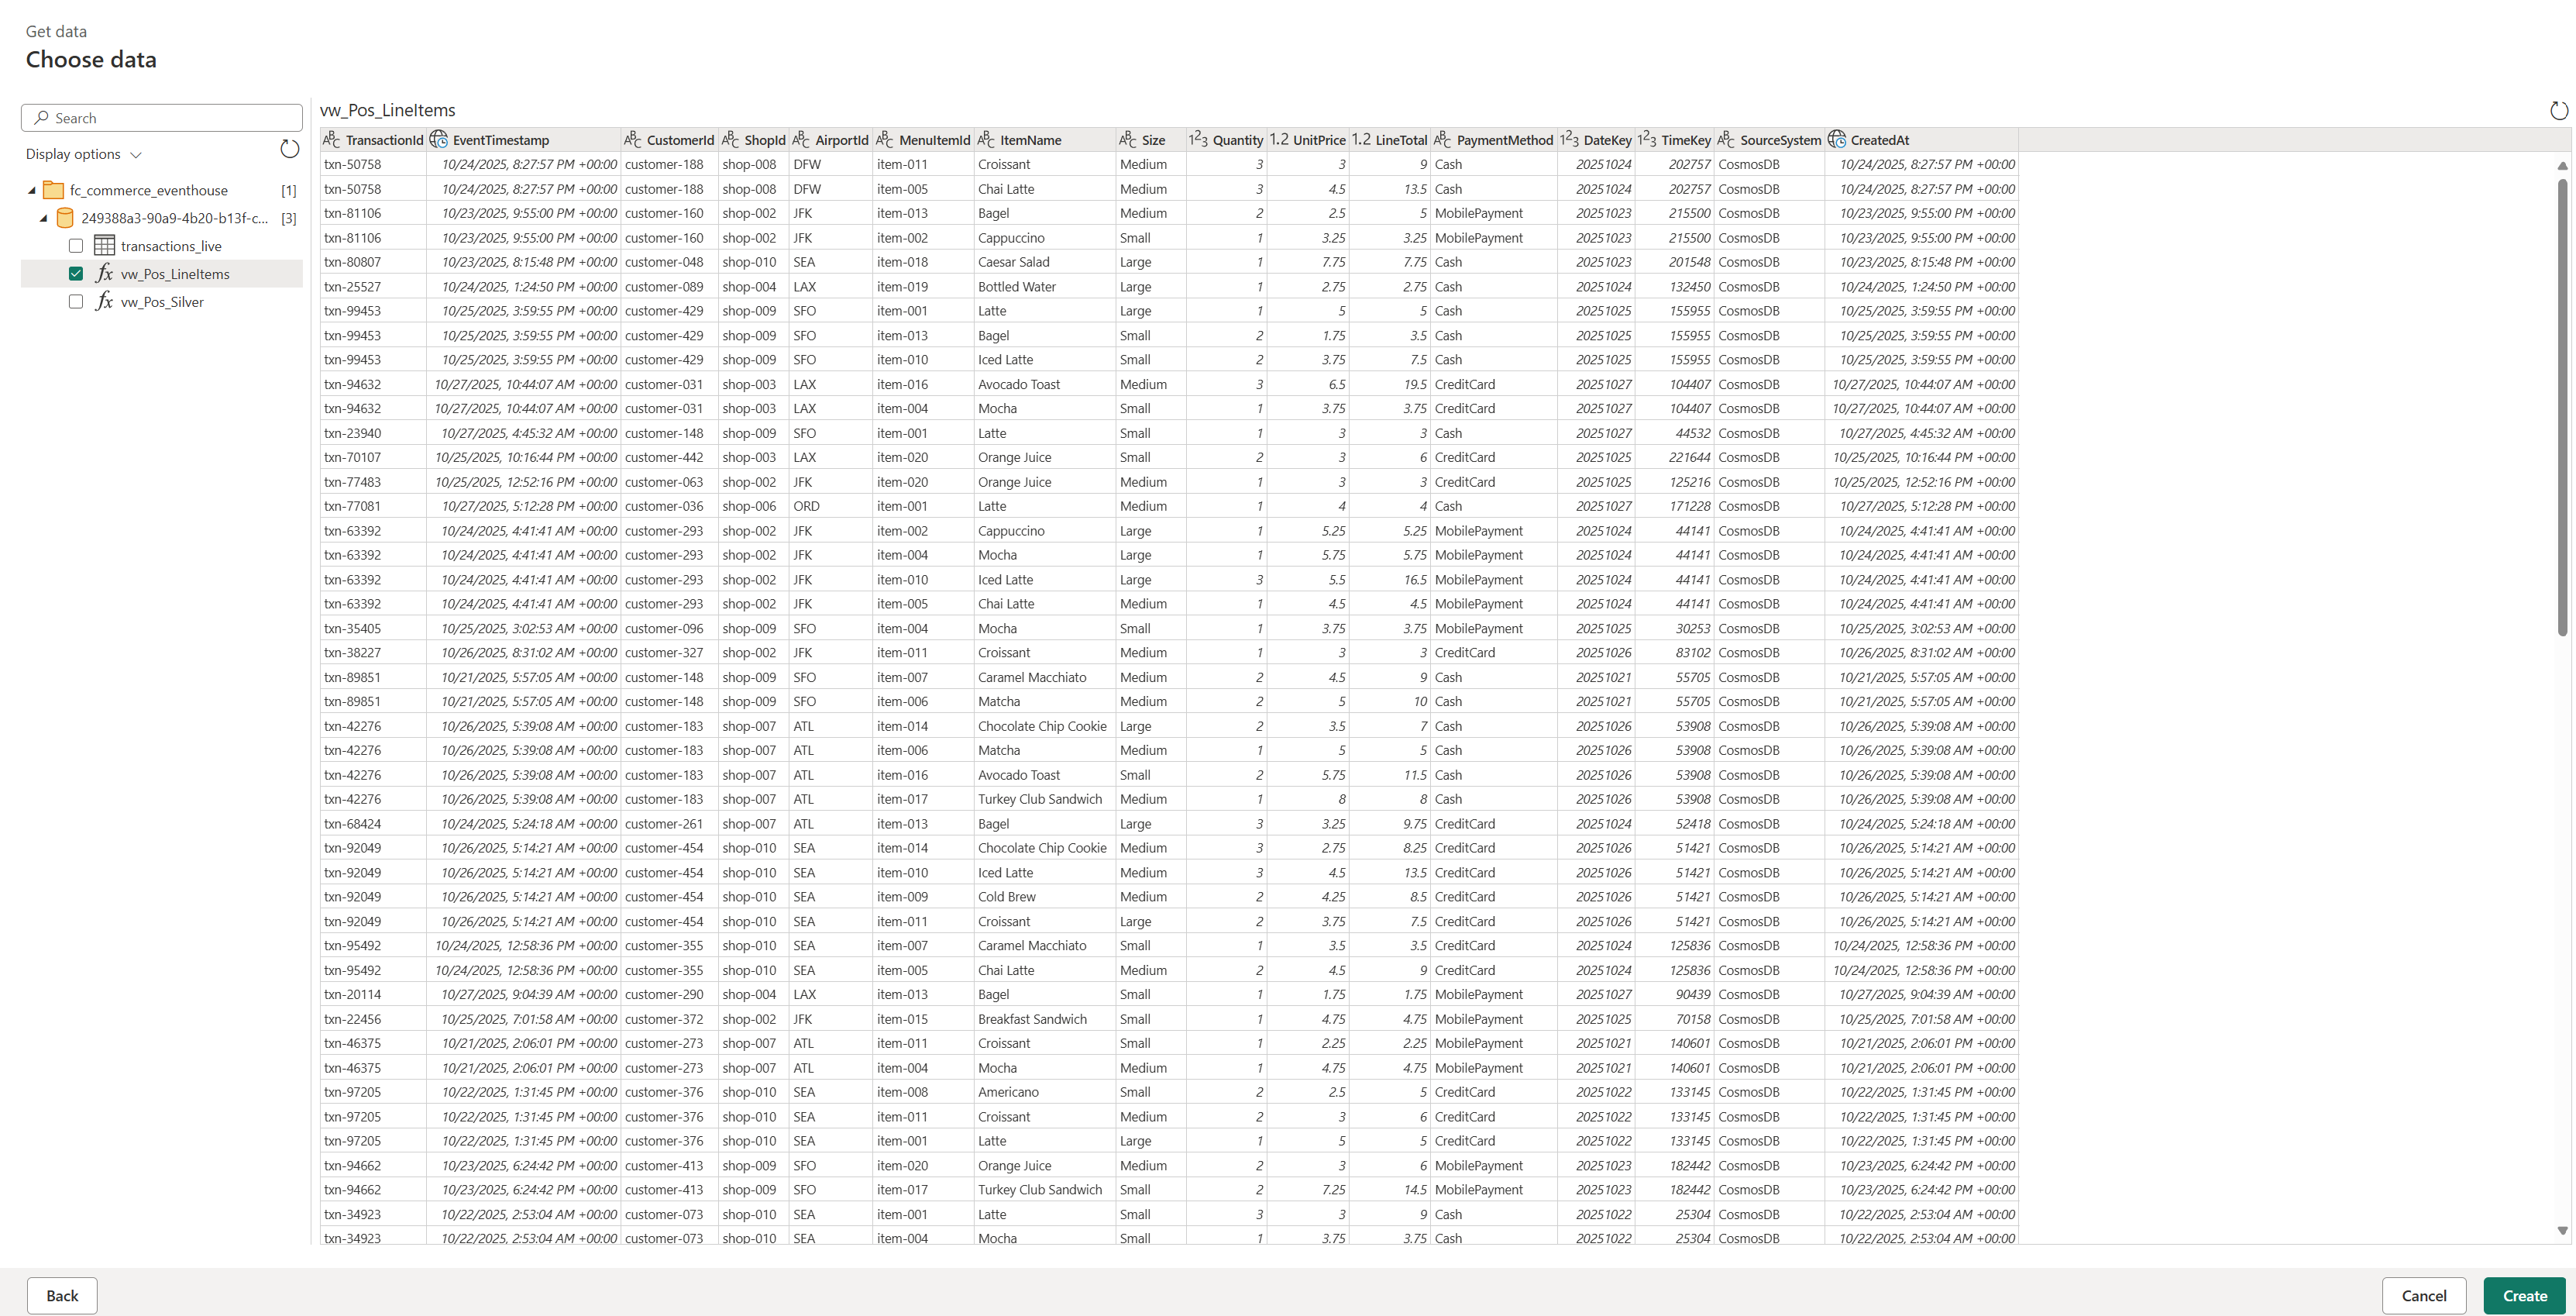 Get data
Choose data
Search
Display options
fc_commerce_eventhouse [1]
249388a3-90a9-4b20-b13f-c... [3]
transactions_live
vw_Pos_LineItems
vw_Pos_Silver
vw_Pos_LineItems
TransactionId EventTimestamp CustomerId ShopId AirportId MenuItemId ItemName Size Quantity UnitPrice LineTotal PaymentMethod DateKey TimeKey SourceSystem CreatedAt
txn-50758 10/24/2025, 8:27:57 PM +00:00 customer-188 shop-008 DFW item-011 Croissant Medium 3 3 9 Cash 20251024 202757 CosmosDB 10/24/2025, 8:27:57 PM +00:00
txn-50758 10/24/2025, 8:27:57 PM +00:00 customer-188 shop-008 DFW item-005 Chai Latte Medium 3 4.5 13.5 Cash 20251024 202757 CosmosDB 10/24/2025, 8:27:57 PM +00:00
txn-81106 10/23/2025, 9:55:00 PM +00:00 customer-160 shop-002 JFK item-013 Bagel Medium 2 2.5 5 MobilePayment 20251023 215500 CosmosDB 10/23/2025, 9:55:00 PM +00:00
txn-81106 10/23/2025, 9:55:00 PM +00:00 customer-160 shop-002 JFK item-002 Cappuccino Small 1 3.25 3.25 MobilePayment 20251023 215500 CosmosDB 10/23/2025, 9:55:00 PM +00:00
txn-80807 10/23/2025, 8:15:48 PM +00:00 customer-048 shop-010 SEA item-018 Caesar Salad Large 1 7.75 7.75 Cash 20251023 201548 CosmosDB 10/23/2025, 8:15:48 PM +00:00
txn-25527 10/24/2025, 1:24:50 PM +00:00 customer-089 shop-004 LAX item-019 Bottled Water Large 1 2.75 2.75 Cash 20251024 132450 CosmosDB 10/24/2025, 1:24:50 PM +00:00
txn-99453 10/25/2025, 3:59:55 PM +00:00 customer-429 shop-009 SFO item-001 Latte Large 1 5 5 Cash 20251025 155955 CosmosDB 10/25/2025, 3:59:55 PM +00:00
txn-99453 10/25/2025, 3:59:55 PM +00:00 customer-429 shop-009 SFO item-013 Bagel Small 2 1.75 3.5 Cash 20251025 155955 CosmosDB 10/25/2025, 3:59:55 PM +00:00
txn-99453 10/25/2025, 3:59:55 PM +00:00 customer-429 shop-009 SFO item-010 Iced Latte Small 2 3.75 7.5 Cash 20251025 155955 CosmosDB 10/25/2025, 3:59:55 PM +00:00
txn-94632 10/27/2025, 10:44:07 AM +00:00 customer-031 shop-003 LAX item-016 Avocado Toast Medium 3 6.5 19.5 CreditCard 20251027 104407 CosmosDB 10/27/2025, 10:44:07 AM +00:00
txn-94632 10/27/2025, 10:44:07 AM +00:00 customer-031 shop-003 LAX item-004 Mocha Small 1 3.75 3.75 CreditCard 20251027 104407 CosmosDB 10/27/2025, 10:44:07 AM +00:00
txn-23940 10/27/2025, 4:45:32 AM +00:00 customer-148 shop-009 SFO item-001 Latte Small 1 3 3 Cash 20251027 44532 CosmosDB 10/27/2025, 4:45:32 AM +00:00
txn-70107 10/25/2025, 10:16:44 PM +00:00 customer-442 shop-003 LAX item-020 Orange Juice Small 2 3 6 CreditCard 20251025 221644 CosmosDB 10/25/2025, 10:16:44 PM +00:00
txn-77483 10/25/2025, 12:52:16 PM +00:00 customer-063 shop-002 JFK item-020 Orange Juice Medium 1 3 3 CreditCard 20251025 125216 CosmosDB 10/25/2025, 12:52:16 PM +00:00
txn-77081 10/27/2025, 5:12:28 PM +00:00 customer-036 shop-006 ORD item-001 Latte Medium 1 4 4 Cash 20251027 171228 CosmosDB 10/27/2025, 5:12:28 PM +00:00
txn-63392 10/24/2025, 4:41:41 AM +00:00 customer-293 shop-002 JFK item-002 Cappuccino Large 1 5.25 5.25 MobilePayment 20251024 44141 CosmosDB 10/24/2025, 4:41:41 AM +00:00
txn-63392 10/24/2025, 4:41:41 AM +00:00 customer-293 shop-002 JFK item-004 Mocha Large 1 5.75 5.75 MobilePayment 20251024 44141 CosmosDB 10/24/2025, 4:41:41 AM +00:00
txn-63392 10/24/2025, 4:41:41 AM +00:00 customer-293 shop-002 JFK item-010 Iced Latte Large 3 5.5 16.5 MobilePayment 20251024 44141 CosmosDB 10/24/2025, 4:41:41 AM +00:00
txn-63392 10/24/2025, 4:41:41 AM +00:00 customer-293 shop-002 JFK item-005 Chai Latte Medium 1 4.5 4.5 MobilePayment 20251024 44141 CosmosDB 10/24/2025, 4:41:41 AM +00:00
txn-35405 10/25/2025, 3:02:53 AM +00:00 customer-096 shop-009 SFO item-004 Mocha Small 1 3.75 3.75 MobilePayment 20251025 30253 CosmosDB 10/25/2025, 3:02:53 AM +00:00
txn-38227 10/26/2025, 8:31:02 AM +00:00 customer-327 shop-002 JFK item-011 Croissant Medium 1 3 3 CreditCard 20251026 83102 CosmosDB 10/26/2025, 8:31:02 AM +00:00
txn-89851 10/21/2025, 5:57:05 AM +00:00 customer-148 shop-009 SFO item-007 Caramel Macchiato Medium 2 4.5 9 Cash 20251021 55705 CosmosDB 10/21/2025, 5:57:05 AM +00:00
txn-89851 10/21/2025, 5:57:05 AM +00:00 customer-148 shop-009 SFO item-006 Matcha Medium 2 5 10 Cash 20251021 55705 CosmosDB 10/21/2025, 5:57:05 AM +00:00
txn-42276 10/26/2025, 5:39:08 AM +00:00 customer-183 shop-007 ATL item-014 Chocolate Chip Cookie Large 2 3.5 7 Cash 20251026 53908 CosmosDB 10/26/2025, 5:39:08 AM +00:00
txn-42276 10/26/2025, 5:39:08 AM +00:00 customer-183 shop-007 ATL item-006 Matcha Medium 1 5 5 Cash 20251026 53908 CosmosDB 10/26/2025, 5:39:08 AM +00:00
txn-42276 10/26/2025, 5:39:08 AM +00:00 customer-183 shop-007 ATL item-016 Avocado Toast Small 2 5.75 11.5 Cash 20251026 53908 CosmosDB 10/26/2025, 5:39:08 AM +00:00
txn-42276 10/26/2025, 5:39:08 AM +00:00 customer-183 shop-007 ATL item-017 Turkey Club Sandwich Medium 1 8 8 Cash 20251026 53908 CosmosDB 10/26/2025, 5:39:08 AM +00:00
txn-68424 10/24/2025, 5:24:18 AM +00:00 customer-261 shop-007 ATL item-013 Bagel Large 3 3.25 9.75 CreditCard 20251024 52418 CosmosDB 10/24/2025, 5:24:18 AM +00:00
txn-92049 10/26/2025, 5:14:21 AM +00:00 customer-454 shop-010 SEA item-014 Chocolate Chip Cookie Medium 3 2.75 8.25 CreditCard 20251026 51421 CosmosDB 10/26/2025, 5:14:21 AM +00:00
txn-92049 10/26/2025, 5:14:21 AM +00:00 customer-454 shop-010 SEA item-010 Iced Latte Medium 3 4.5 13.5 CreditCard 20251026 51421 CosmosDB 10/26/2025, 5:14:21 AM +00:00
txn-92049 10/26/2025, 5:14:21 AM +00:00 customer-454 shop-010 SEA item-009 Cold Brew Medium 2 4.25 8.5 CreditCard 20251026 51421 CosmosDB 10/26/2025, 5:14:21 AM +00:00
txn-92049 10/26/2025, 5:14:21 AM +00:00 customer-454 shop-010 SEA item-011 Croissant Large 2 3.75 7.5 CreditCard 20251026 51421 CosmosDB 10/26/2025, 5:14:21 AM +00:00
txn-95492 10/24/2025, 12:58:36 PM +00:00 customer-355 shop-010 SEA item-007 Caramel Macchiato Small 1 3.5 3.5 CreditCard 20251024 125836 CosmosDB 10/24/2025, 12:58:36 PM +00:00
txn-95492 10/24/2025, 12:58:36 PM +00:00 customer-355 shop-010 SEA item-005 Chai Latte Medium 2 4.5 9 CreditCard 20251024 125836 CosmosDB 10/24/2025, 12:58:36 PM +00:00
txn-20114 10/27/2025, 9:04:39 AM +00:00 customer-290 shop-004 LAX item-013 Bagel Small 1 1.75 1.75 MobilePayment 20251027 90439 CosmosDB 10/27/2025, 9:04:39 AM +00:00
txn-22456 10/25/2025, 7:01:58 AM +00:00 customer-372 shop-002 JFK item-015 Breakfast Sandwich Small 1 4.75 4.75 MobilePayment 20251025 70158 CosmosDB 10/25/2025, 7:01:58 AM +00:00
txn-46375 10/21/2025, 2:06:01 PM +00:00 customer-273 shop-007 ATL item-011 Croissant Small 1 2.25 2.25 MobilePayment 20251021 140601 CosmosDB 10/21/2025, 2:06:01 PM +00:00
txn-46375 10/21/2025, 2:06:01 PM +00:00 customer-273 shop-007 ATL item-004 Mocha Medium 1 4.75 4.75 MobilePayment 20251021 140601 CosmosDB 10/21/2025, 2:06:01 PM +00:00
txn-97205 10/22/2025, 1:31:45 PM +00:00 customer-376 shop-010 SEA item-008 Americano Small 2 2.5 5 CreditCard 20251022 133145 CosmosDB 10/22/2025, 1:31:45 PM +00:00
txn-97205 10/22/2025, 1:31:45 PM +00:00 customer-376 shop-010 SEA item-011 Croissant Medium 2 3 6 CreditCard 20251022 133145 CosmosDB 10/22/2025, 1:31:45 PM +00:00
txn-97205 10/22/2025, 1:31:45 PM +00:00 customer-376 shop-010 SEA item-001 Latte Large 1 5 5 CreditCard 20251022 133145 CosmosDB 10/22/2025, 1:31:45 PM +00:00
txn-94662 10/23/2025, 6:24:42 PM +00:00 customer-413 shop-009 SFO item-020 Orange Juice Medium 2 3 6 MobilePayment 20251023 182442 CosmosDB 10/23/2025, 6:24:42 PM +00:00
txn-94662 10/23/2025, 6:24:42 PM +00:00 customer-413 shop-009 SFO item-017 Turkey Club Sandwich Small 2 7.25 14.5 MobilePayment 20251023 182442 CosmosDB 10/23/2025, 6:24:42 PM +00:00
txn-34923 10/22/2025, 2:53:04 AM +00:00 customer-073 shop-010 SEA item-001 Latte Small 3 3 9 Cash 20251022 25304 CosmosDB 10/22/2025, 2:53:04 AM +00:00
txn-34923 10/22/2025, 2:53:04 AM +00:00 customer-073 shop-010 SEA item-004 Mocha Small 1 3.75 3.75 Cash 20251022 25304 CosmosDB 10/22/2025, 2:53:04 AM +00:00
Back
Cancel
Create